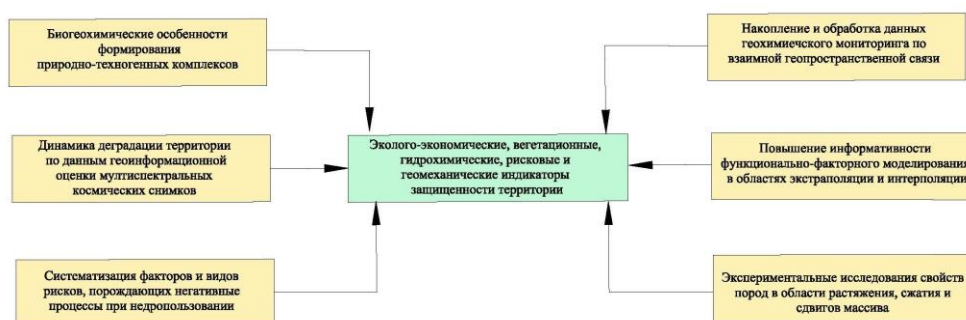 Биогеохимические особенности
формирования
природно-техногенных комплексов
Накопление и обработка данных
геохимиечского мониторинга по
взаимной геопространственной связи
Динамика деградации территории
по данным геоинформационной
оценки мултиспектральных
космических снимков
Эколого-экономические, вегетационные,
гидрохимические, рисковые и
геомеханические индикаторы
защищенности территории
Повышение информативности
функционально-факторного моделирования
в областях экстраполяции и интерполяции
Систематизация факторов и видов
рисков, порождающих негативные
процессы при недропользовании
Экспериментальные исследования свойств
пород в области растяжения, сжатия и
сдвигов массива